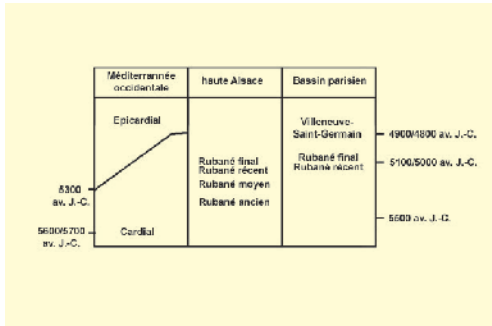 Méditerrannée
occidentale
haute Alsace
Bassin parisien
Epicardial
Villeneuve-
Saint-Germain
4900/4800 av. J.-C.
Rubané final
Rubané récent
Rubané final
Rubané récent
5100/5000 av. J.-C.
Rubané moyen
5300
av. J.-C.
Rubané ancien
5500 av. J.-C.
5600/5700
av. J.-C.
Cardial